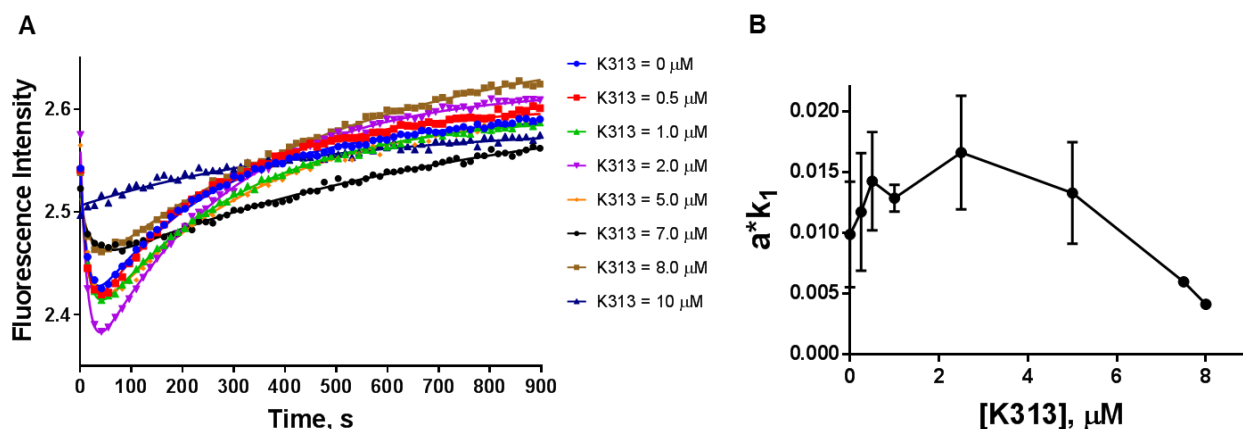 A
Fluorescence Intensity
2.6
2.5
2.4
0 100 200 300 400 500 600 700 800 900
Time, s
K313 = 0 μM
K313 = 0.5 μM
K313 = 1.0 μM
K313 = 2.0 μM
K313 = 5.0 μM
K313 = 7.0 μM
K313 = 8.0 μM
K313 = 10 μM
B
a*k₁
0.020
0.015
0.010
0.005
0.000
0 2 4 6 8
[K313], μM